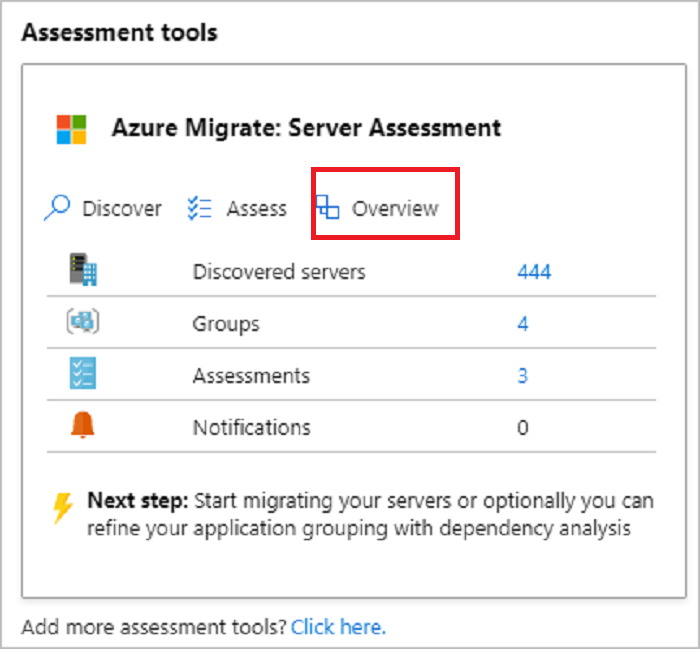 Assessment tools
Azure Migrate: Server Assessment
Discover Assess Overview
Discovered servers 444
Groups 4
Assessments 3
Notifications 0
Next step: Start migrating your servers or optionally you can
refine your application grouping with dependency analysis
Add more assessment tools? Click here.